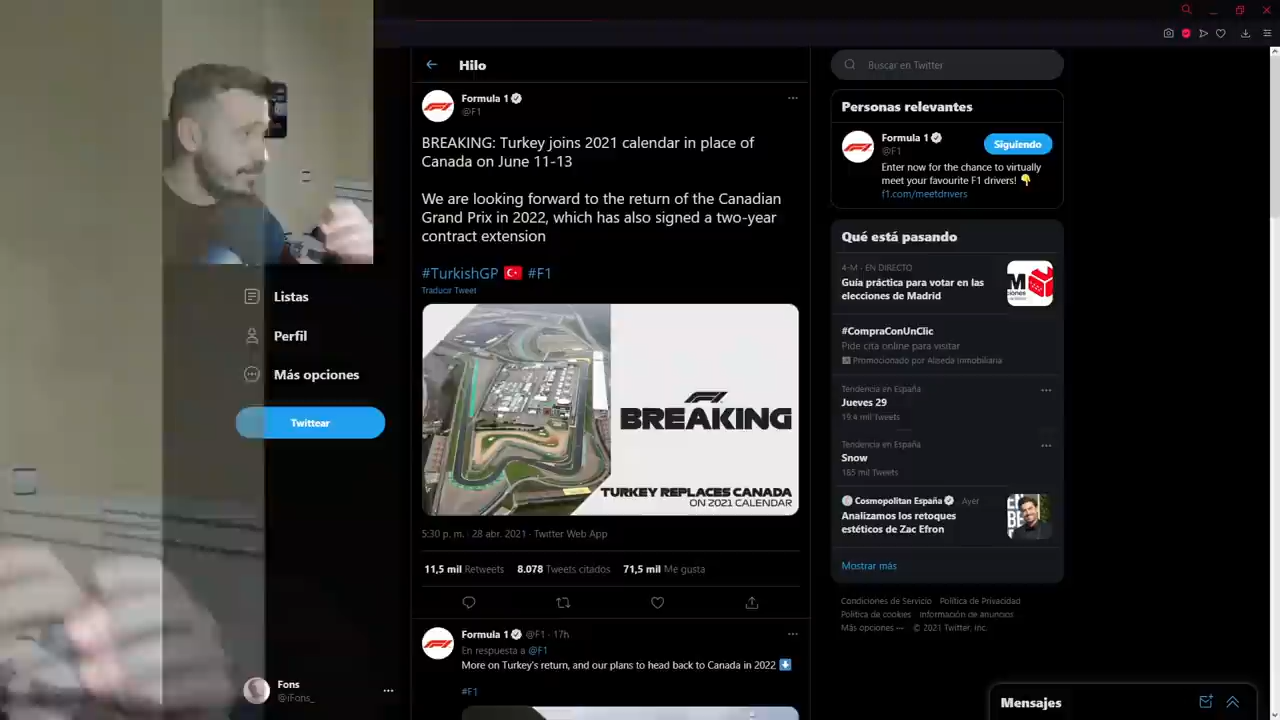 Hilo
Formula 1
@F1
BREAKING: Turkey joins 2021 calendar in place of
Canada on June 11-13
We are looking forward to the return of the Canadian
Grand Prix in 2022, which has also signed a two-year
contract extension
#TurkishGP 🇹🇷 #F1
Traducir Tweet
BREAKING
TURKEY REPLACES CANADA
ON 2021 CALENDAR
5:30 p. m. · 28 abr. 2021 · Twitter Web App
11,5 mil Retweets 8.078 Tweets citados 71,5 mil Me gusta
Formula 1 @F1 · 17h
En respuesta a @F1
More on Turkey's return, and our plans to head back to Canada in 2022 ⬇️
#F1
Listas
Perfil
Más opciones
Twittear
Fons
@iFons_
Buscar en Twitter
Personas relevantes
Formula 1
@F1
Siguiendo
Enter now for the chance to virtually
meet your favourite F1 drivers! 👇
f1.com/meetdrivers
Qué está pasando
4-M · EN DIRECTO
Guía práctica para votar en las
elecciones de Madrid
#CompraConUnClic
Pide cita online para visitar
Promocionado por Aliseda Inmobiliaria
Tendencia en España
Jueves 29
19,4 mil Tweets
Tendencia en España
Snow
185 mil Tweets
Cosmopolitan España Ayer
Analizamos los retoques
estéticos de Zac Efron
Mostrar más
Condiciones de Servicio Política de Privacidad
Política de cookies Información de anuncios
Más opciones ··· © 2021 Twitter, Inc.
Mensajes